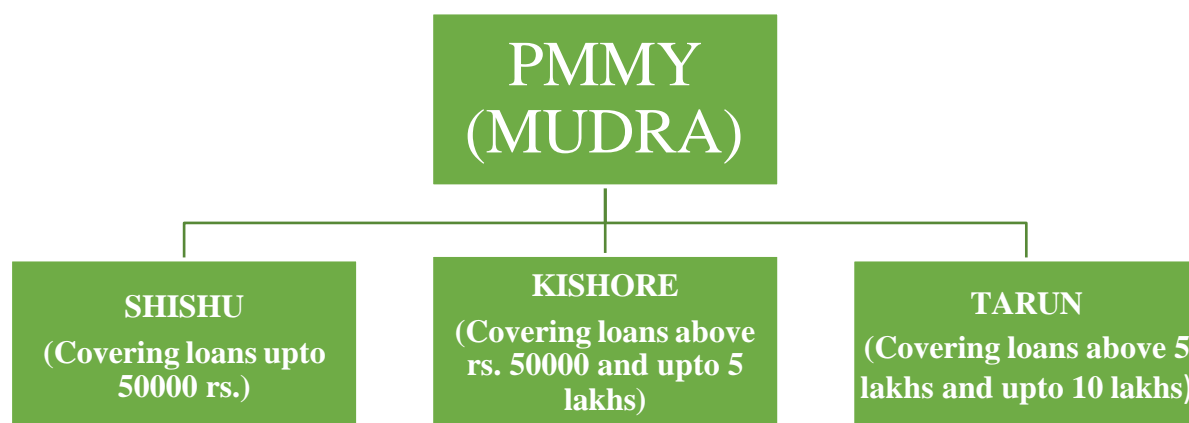 PMMY
(MUDRA)
SHISHU
(Covering loans upto
50000 rs.)
KISHORE
(Covering loans above
rs. 50000 and upto 5
lakhs)
TARUN
(Covering loans above 5
lakhs and upto 10 lakhs)